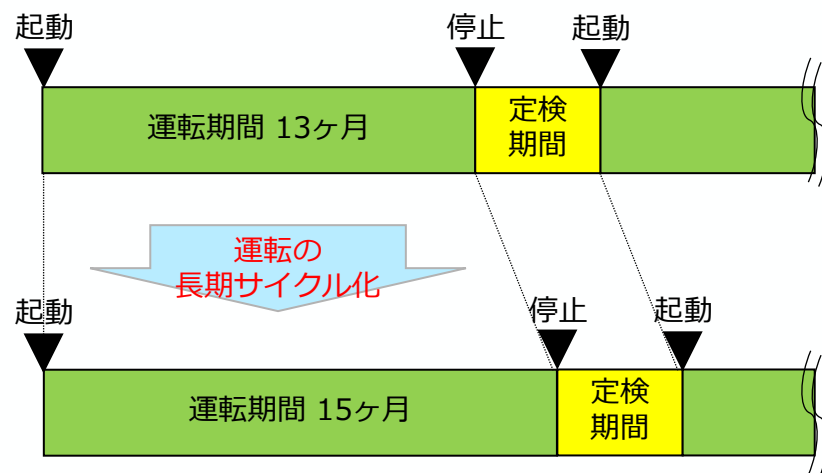 起動
停止
起動
運転期間 13ヶ月
定検
期間
運転の
長期サイクル化
起動
停止
起動
運転期間 15ヶ月
定検
期間